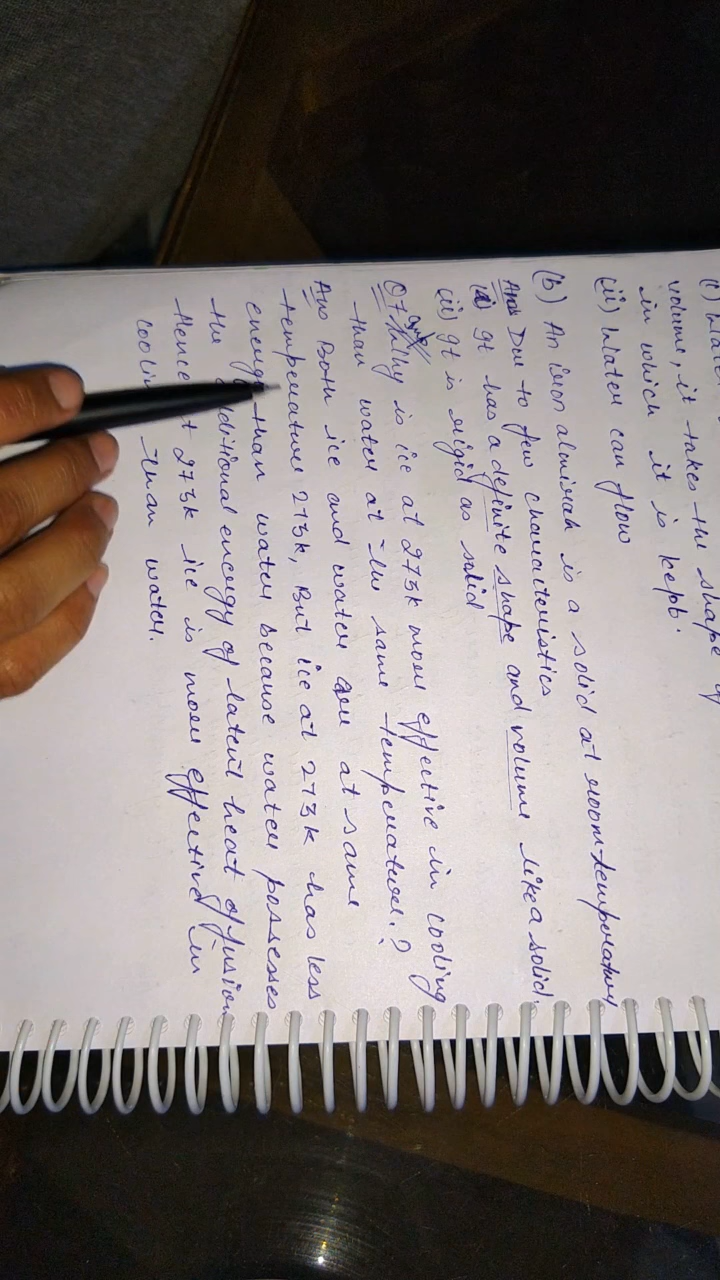 (i) Water
volume, it takes the shape of
in which it is kept.
(ii) Water can flow
(b) An iron almirah is a solid at room temperature
Ans Due to few characteristics
(i) It has a definite shape and volume like a solid.
(ii) It is rigid as solid
Q7 Why is ice at 273k more effective in cooling
than water at the same temperature?
Ans Both ice and water are at same
temperature 273k, But ice at 273k has less
energy than water because water possesses
the additional energy of latent heat of fusion
Hence at 273k ice is more effective in
than water.